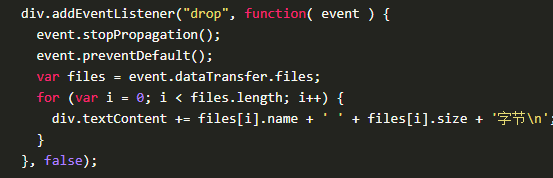 div.addEventListener("drop", function( event ) {
  event.stopPropagation();
  event.preventDefault();
  var files = event.dataTransfer.files;
  for (var i = 0; i < files.length; i++) {
    div.textContent += files[i].name + ' ' + files[i].size + '字节\n';
  }
}, false);